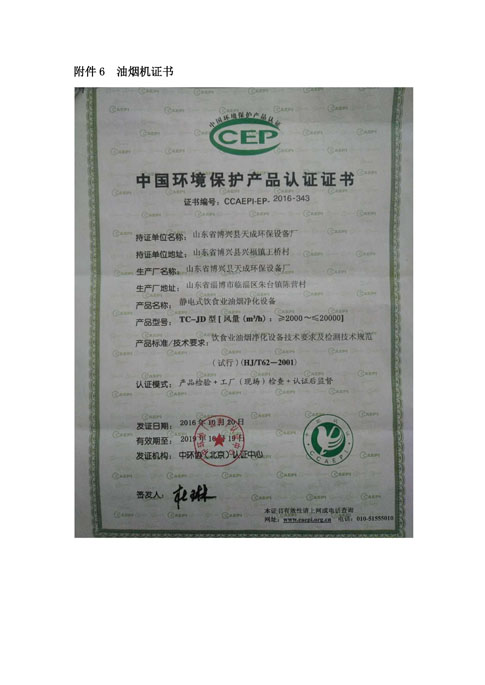 附件 6 油烟机证书
中国环境保护产品认证
CEP
中国环境保护产品认证证书
证书编号：CCAEPI-EP- 2016-343
持证单位名称：山东省博兴县天成环保设备厂
持证单位地址：山东省博兴县兴福镇王桥村
生产厂名称：山东省博兴县天成环保设备厂
生产厂地址：山东省淄博市临淄区朱台镇陈营村
产品名称：静电式饮食业油烟净化设备
产品型号：TC-JD 型 [ 风量 (m³/h) ：≥2000～≤20000]
产品标准/技术要求：饮食业油烟净化设备技术要求及检测技术规范
（试行）(HJ/T62—2001)
认证模式：产品检验 + 工厂（现场）检查 + 认证后监督
发证日期：2016 年 10 月 20 日
有效期至：2019 年 10 月 19 日
发证机构：中环协（北京）认证中心
CCAEPI
签发人：
本证书有效性请上网或电话查询
网址：www.caepi.org.cn 电话：010-51555010